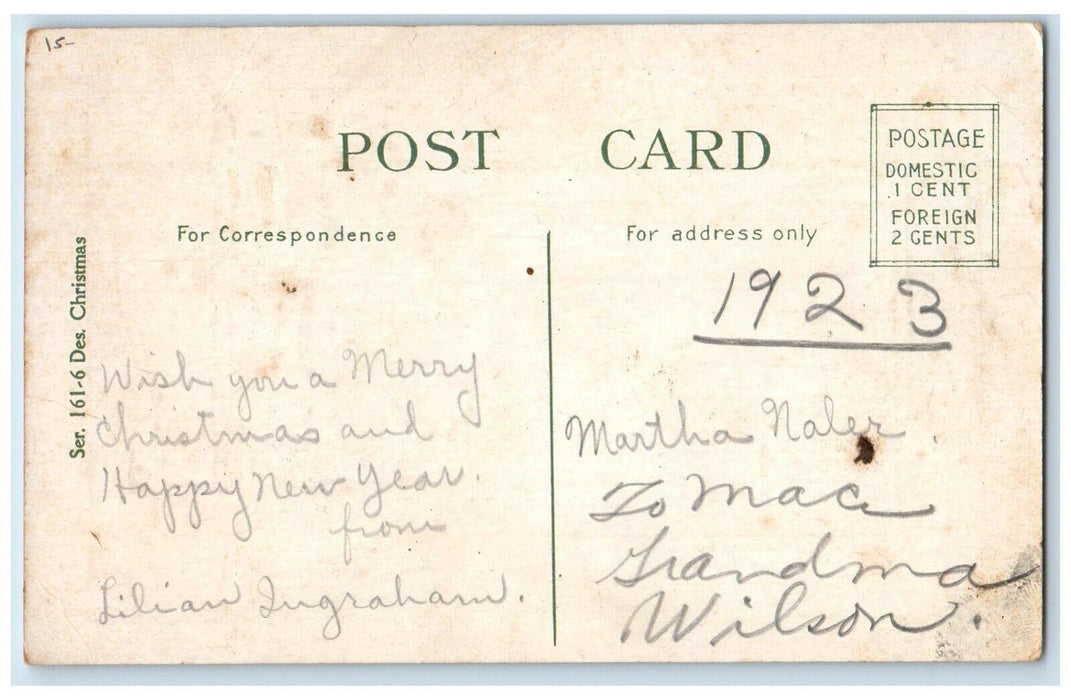 15-
POST CARD
POSTAGE
DOMESTIC
1 CENT
FOREIGN
2 CENTS
For Correspondence
For address only
Ser. 161-6 Des. Christmas
Wish you a Merry
Christmas and
Happy New Year.
from
Lilian Ingraham.
1923
Martha Naler.
To Mac
Grandma
Wilson.